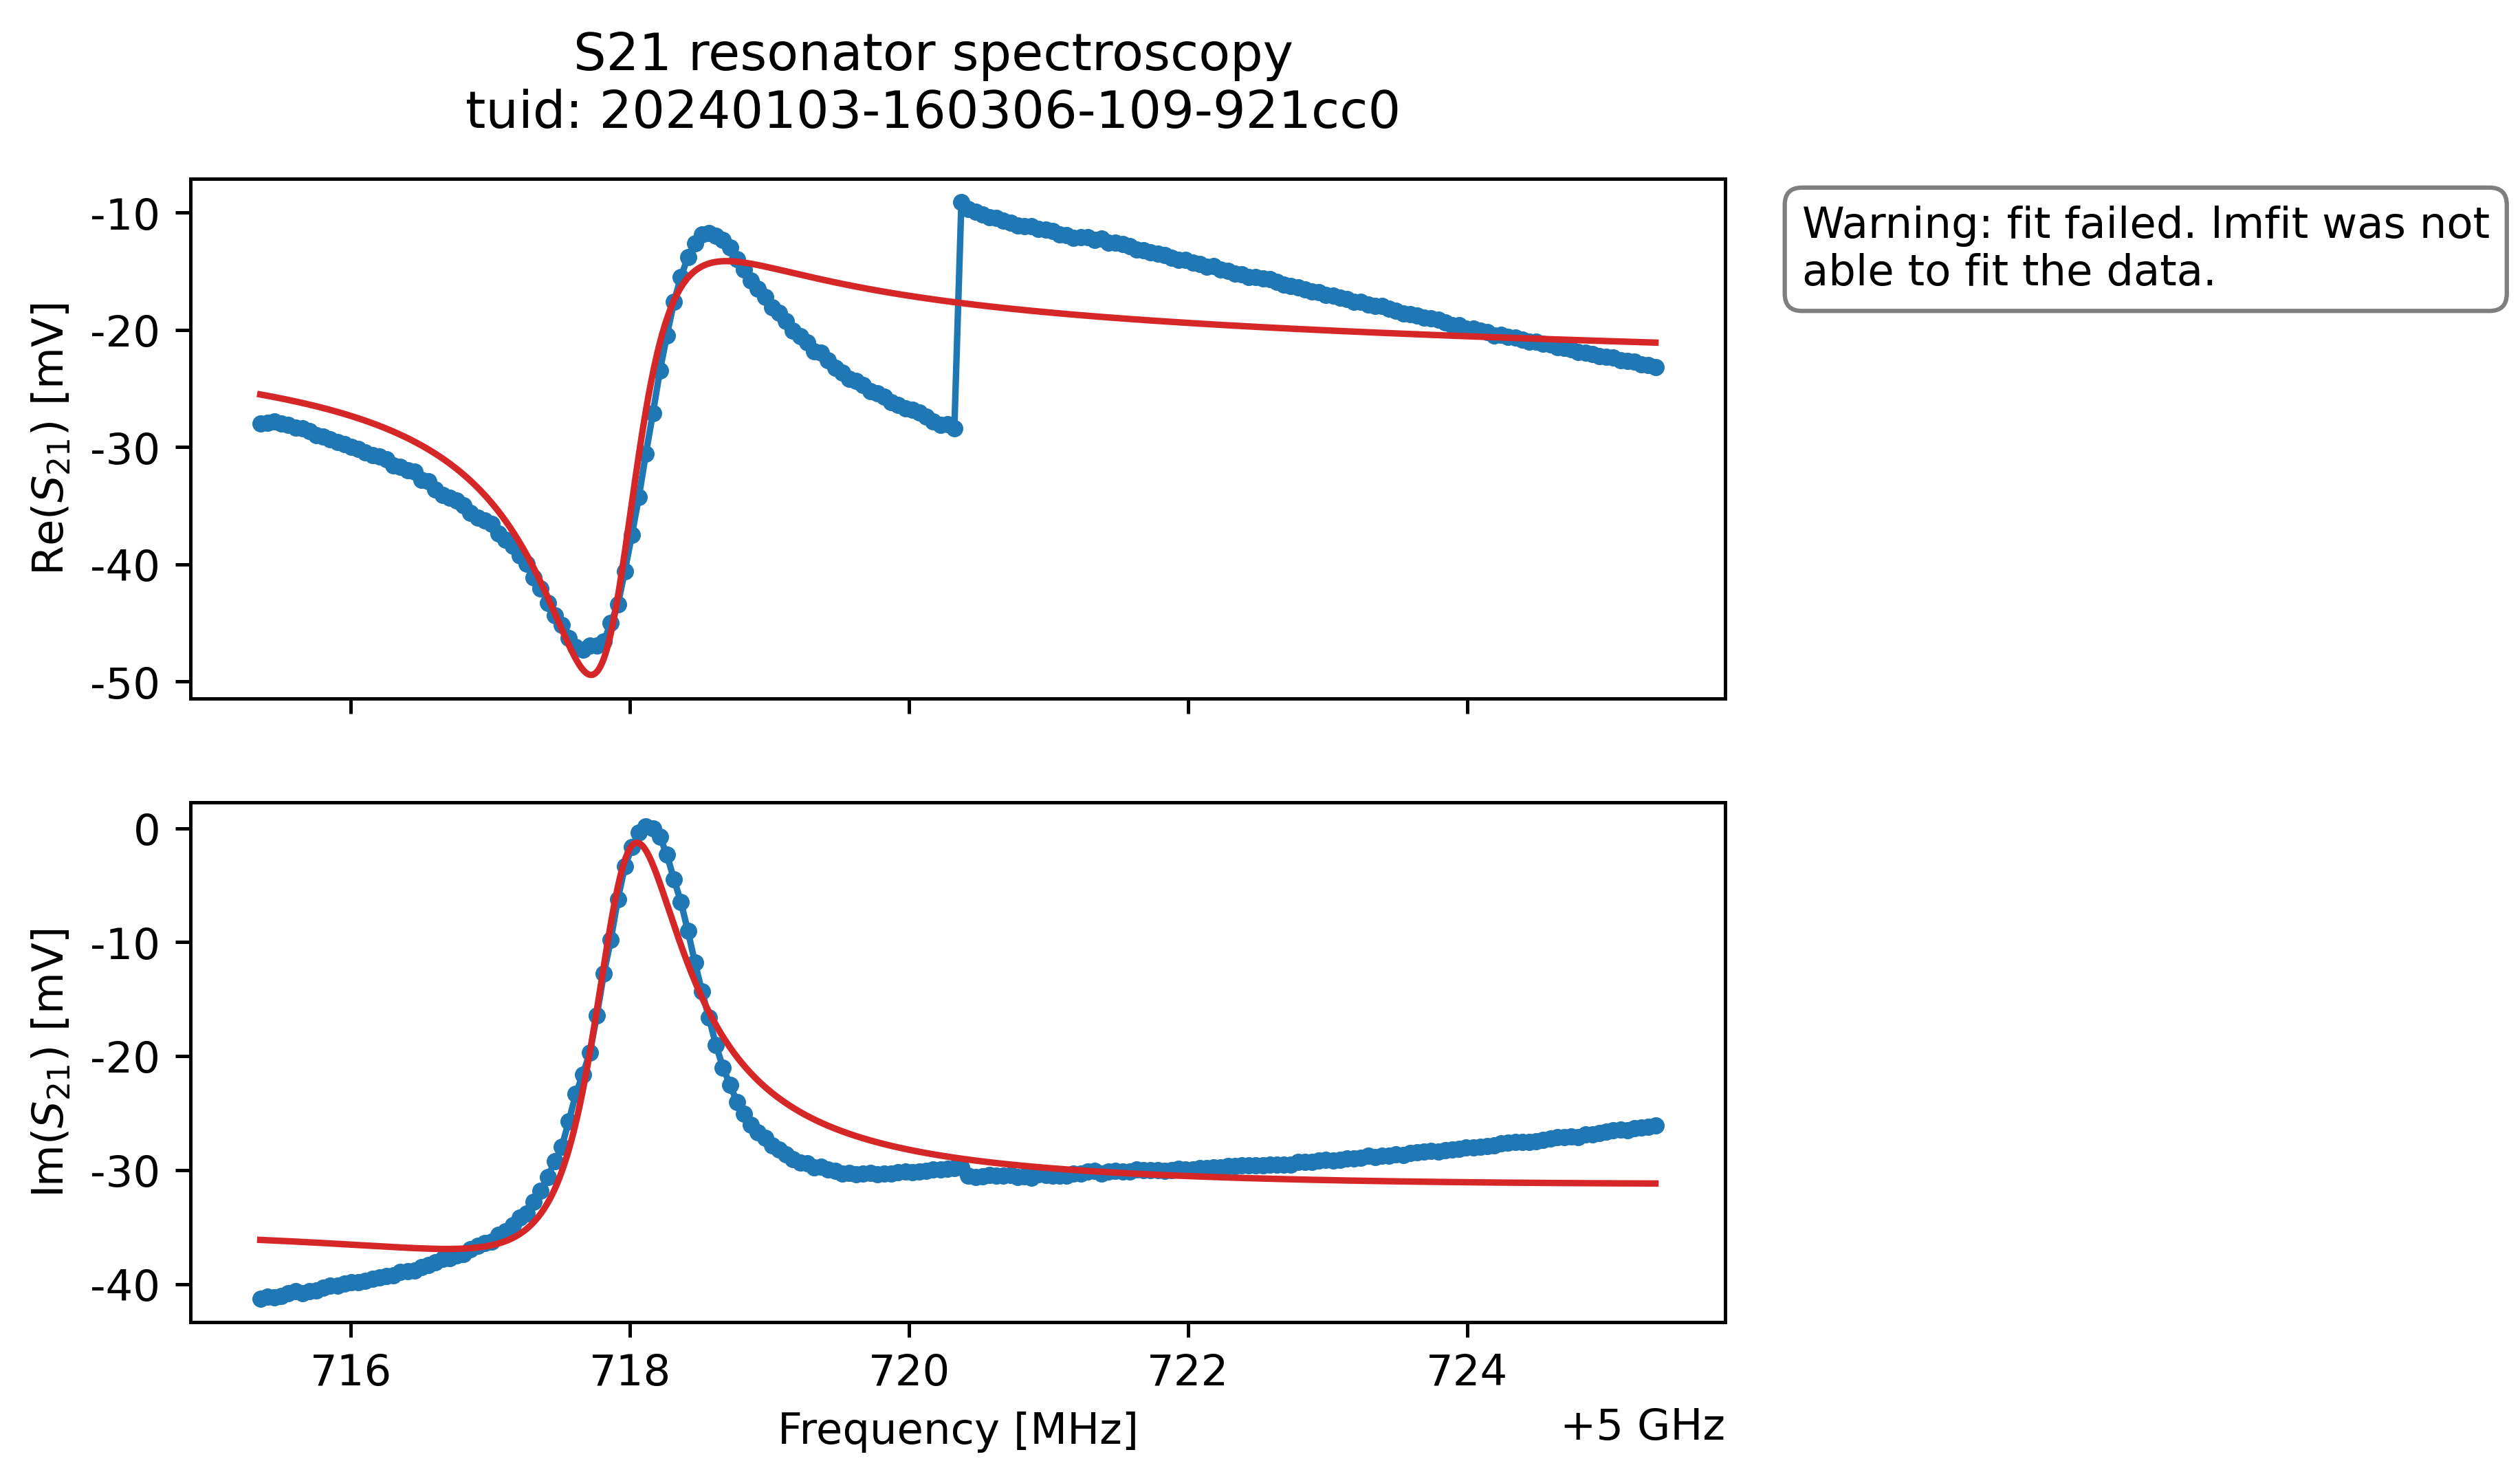 S21 resonator spectroscopy
tuid: 20240103-160306-109-921cc0
Warning: fit failed. lmfit was not
able to fit the data.
Re(S21) [mV]
-10
-20
-30
-40
-50
Im(S21) [mV]
0
-10
-20
-30
-40
716 718 720 722 724
Frequency [MHz]
+5 GHz